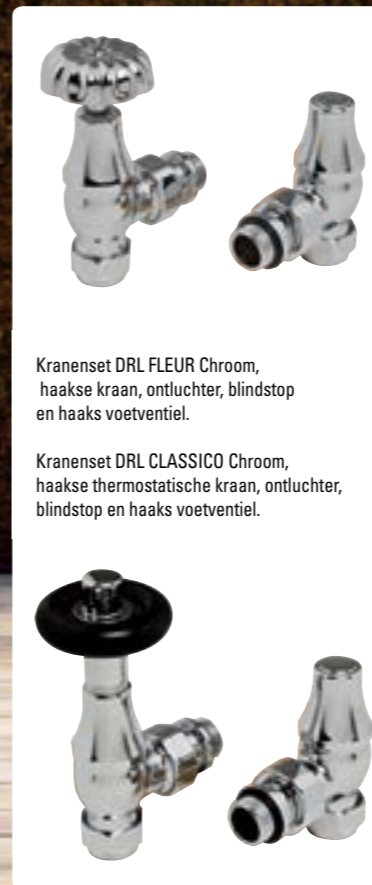 Kranenset DRL FLEUR Chroom,
haakse kraan, ontluchter, blindstop
en haaks voetventiel.
Kranenset DRL CLASSICO Chroom,
haakse thermostatische kraan, ontluchter,
blindstop en haaks voetventiel.